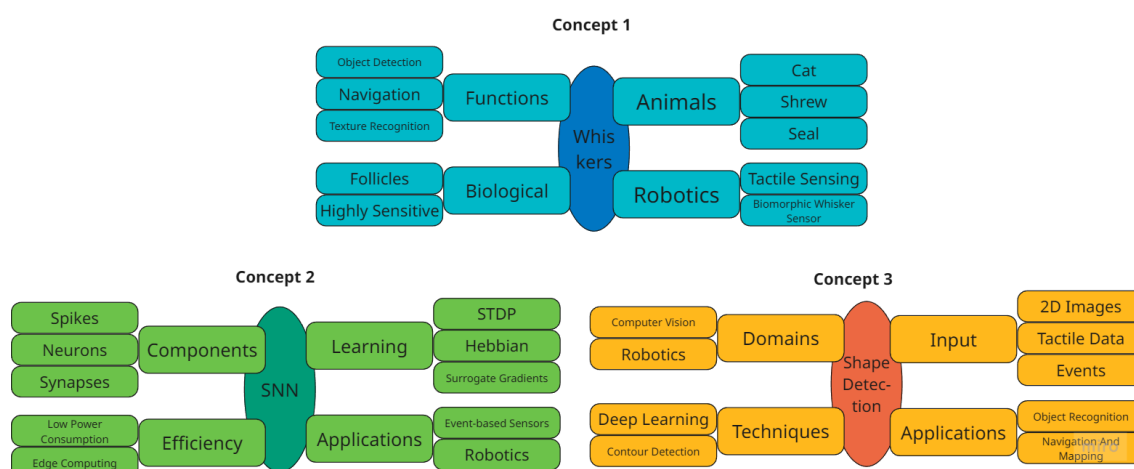 Concept 1
Object Detection
Navigation
Texture Recognition
Functions
Follicles
Highly Sensitive
Biological
Whis
kers
Animals
Cat
Shrew
Seal
Robotics
Tactile Sensing
Biomorphic Whisker
Sensor
Concept 2
Spikes
Neurons
Synapses
Components
Low Power
Consumption
Edge Computing
Efficiency
SNN
Learning
STDP
Hebbian
Surrogate Gradients
Applications
Event-based Sensors
Robotics
Concept 3
Computer Vision
Robotics
Domains
Deep Learning
Contour Detection
Techniques
Shape
Detec-
tion
Input
2D Images
Tactile Data
Events
Applications
Object Recognition
Navigation And
Mapping
miro